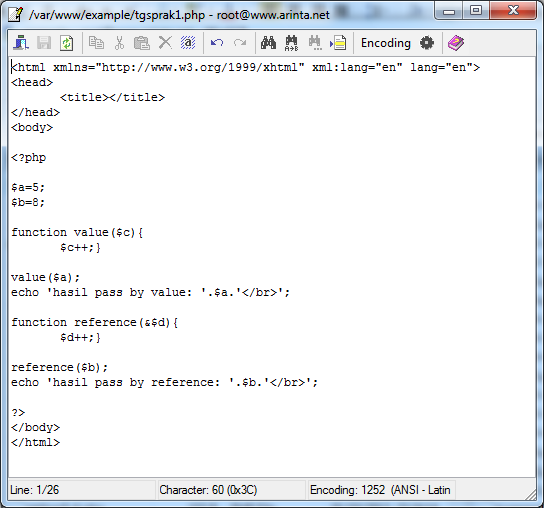 /var/www/example/tgsprak1.php - root@www.arinta.net
Encoding
<html xmlns="http://www.w3.org/1999/xhtml" xml:lang="en" lang="en">
<head>
<title></title>
</head>
<body>
<?php
$a=5;
$b=8;
function value($c){
$c++;}
value($a);
echo 'hasil pass by value: '.$a.'</br>';
function reference(&$d){
$d++;}
reference($b);
echo 'hasil pass by reference: '.$b.'</br>';
?>
</body>
</html>
Line: 1/26
Character: 60 (0x3C)
Encoding: 1252 (ANSI - Latin